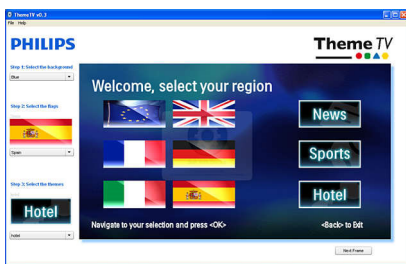 ThemeTV v0.3
File Help
PHILIPS
Theme TV
Step 1: Select the background
Blue
Step 2: Select the flags
Spain
Step 3: Select the themes
Hotel
Hotel
Welcome, select your region
News
Sports
Hotel
Navigate to your selection and press <OK>
<Back> to Exit
Next Frame